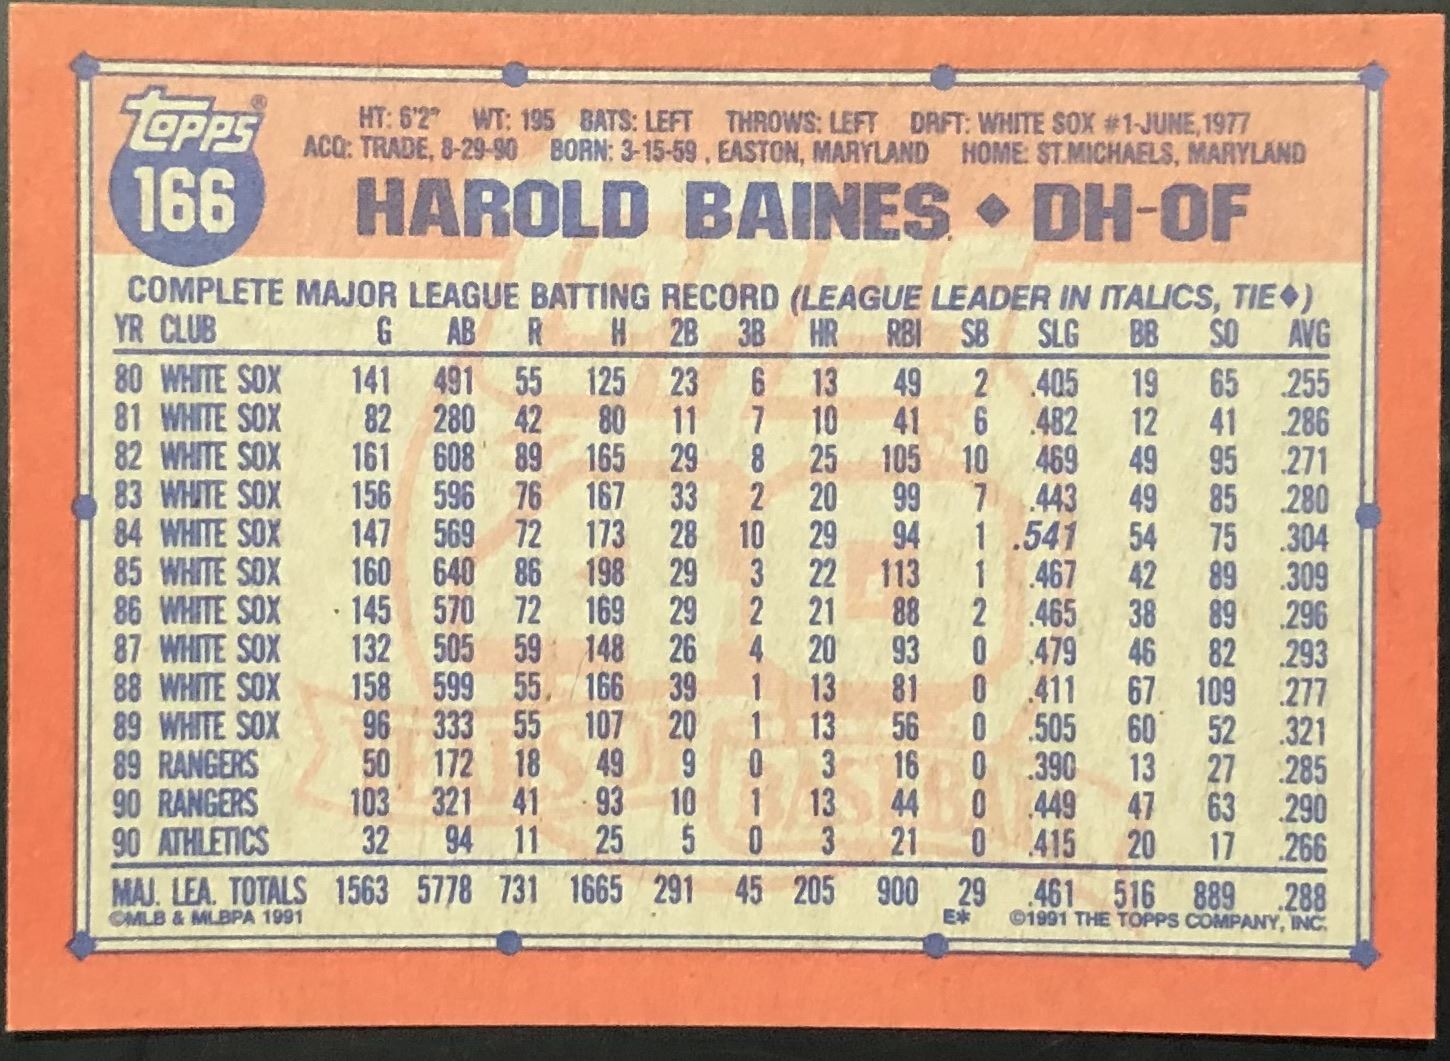 Topps®
166
HT: 6'2" WT: 195 BATS: LEFT THROWS: LEFT DRFT: WHITE SOX #1-JUNE,1977
ACQ: TRADE, 8-29-90 BORN: 3-15-59 , EASTON, MARYLAND HOME: ST.MICHAELS, MARYLAND
HAROLD BAINES ◆ DH-OF
COMPLETE MAJOR LEAGUE BATTING RECORD (LEAGUE LEADER IN ITALICS, TIE◆)
YR CLUB G AB R H 2B 3B HR RBI SB SLG BB SO AVG
80 WHITE SOX 141 491 55 125 23 6 13 49 2 .405 19 65 .255
81 WHITE SOX 82 280 42 80 11 7 10 41 6 .482 12 41 .286
82 WHITE SOX 161 608 89 165 29 8 25 105 10 .469 49 95 .271
83 WHITE SOX 156 596 76 167 33 2 20 99 7 .443 49 85 .280
84 WHITE SOX 147 569 72 173 28 10 29 94 1 .541 54 75 .304
85 WHITE SOX 160 640 86 198 29 3 22 113 1 .467 42 89 .309
86 WHITE SOX 145 570 72 169 29 2 21 88 2 .465 38 89 .296
87 WHITE SOX 132 505 59 148 26 4 20 93 0 .479 46 82 .293
88 WHITE SOX 158 599 55 166 39 1 13 81 0 .411 67 109 .277
89 WHITE SOX 96 333 55 107 20 1 13 56 0 .505 60 52 .321
89 RANGERS 50 172 18 49 9 0 3 16 0 .390 13 27 .285
90 RANGERS 103 321 41 93 10 1 13 44 0 .449 47 63 .290
90 ATHLETICS 32 94 11 25 5 0 3 21 0 .415 20 17 .266
MAJ. LEA. TOTALS 1563 5778 731 1665 291 45 205 900 29 .461 516 889 .288
©MLB & MLBPA 1991 E* ©1991 THE TOPPS COMPANY, INC.
Topps
40
YEARS OF BASEBALL